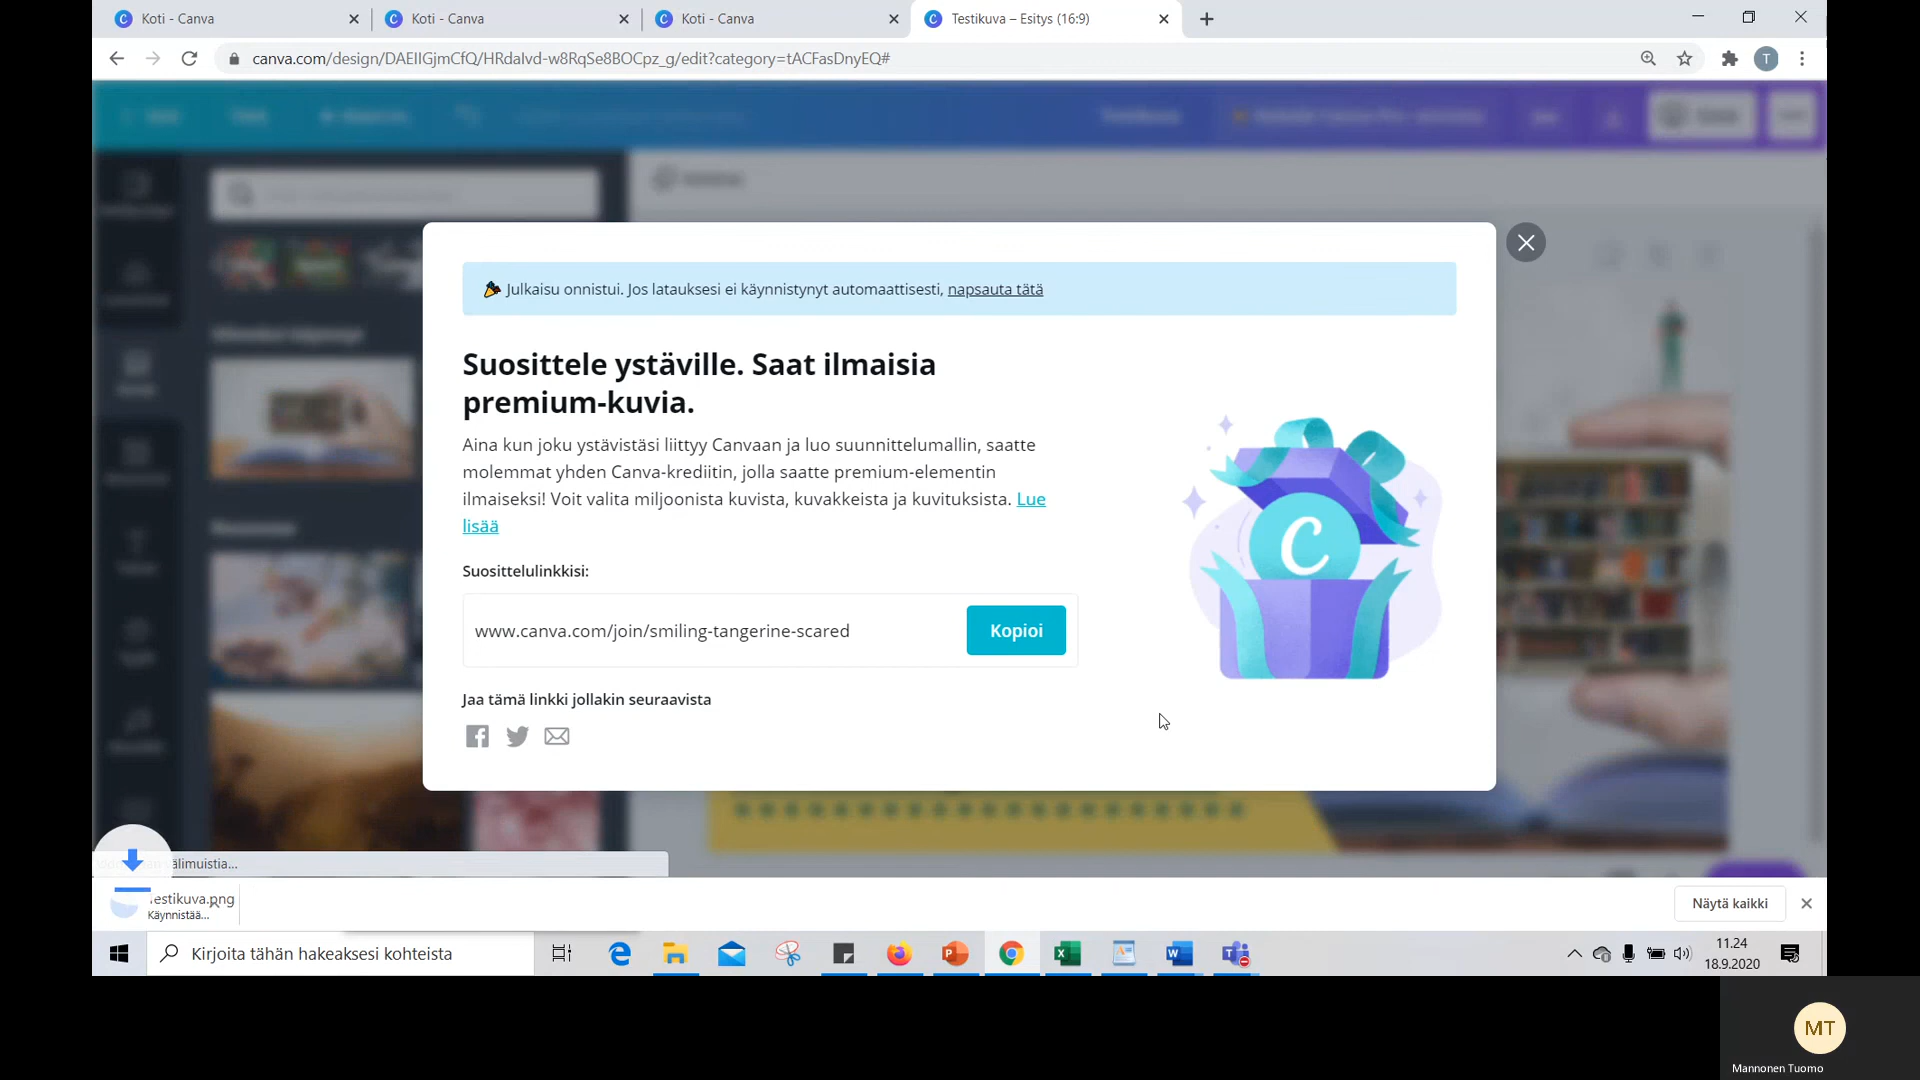 Koti - Canva
Koti - Canva
Koti - Canva
Testikuva – Esitys (16:9)
canva.com/design/DAEIIGjmCfQ/HRdalvd-w8RqSe8BOCpz_g/edit?category=tACFasDnyEQ#
T
Julkaisu onnistui. Jos latauksesi ei käynnistynyt automaattisesti, napsauta tätä
Suosittele ystäville. Saat ilmaisia
premium-kuvia.
Aina kun joku ystävistäsi liittyy Canvaan ja luo suunnittelumallin, saatte
molemmat yhden Canva-krediitin, jolla saatte premium-elementin
ilmaiseksi! Voit valita miljoonista kuvista, kuvakkeista ja kuvituksista. Lue
lisää
Suosittelulinkkisi:
www.canva.com/join/smiling-tangerine-scared
Kopioi
Jaa tämä linkki jollakin seuraavista
C
älimuistia...
estikuva.png
Käynnistää...
Näytä kaikki
Kirjoita tähän hakeaksesi kohteista
11.24
18.9.2020
MT
Mannonen Tuomo